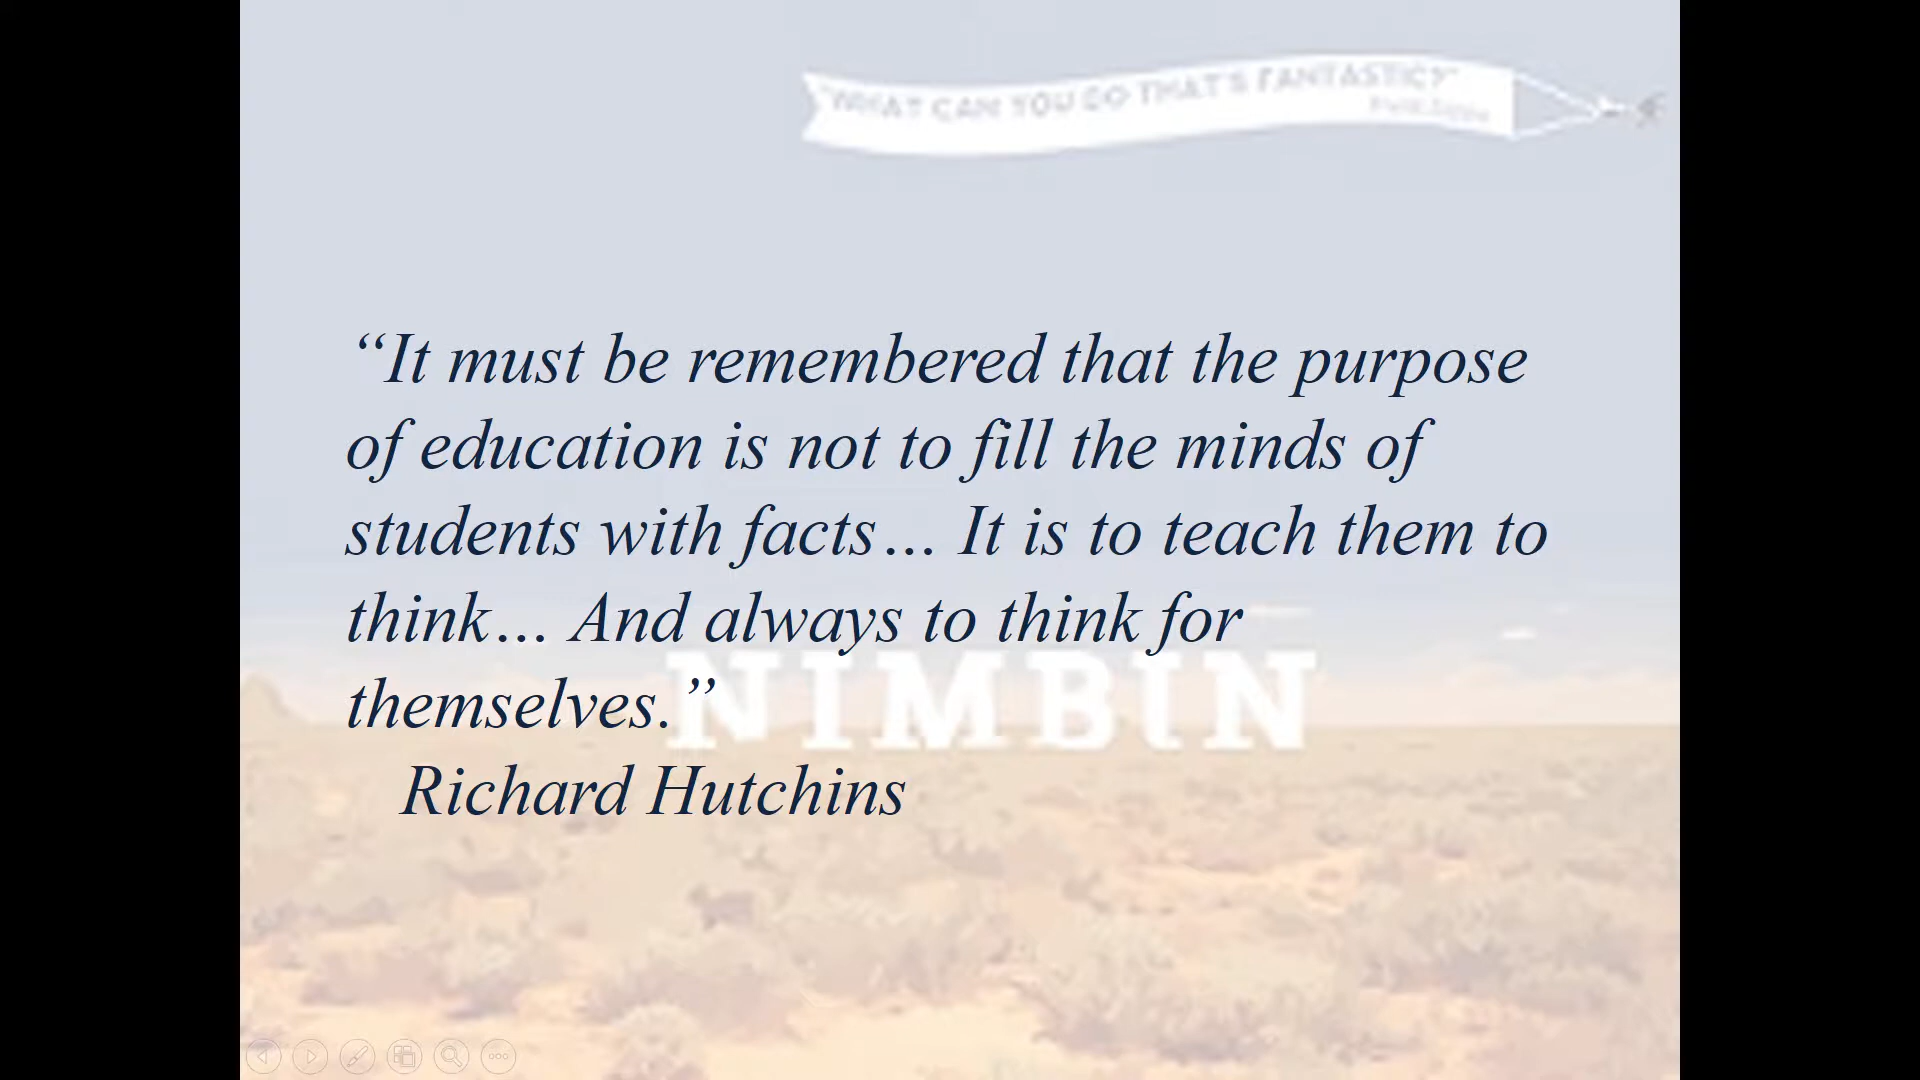 "WHAT CAN YOU DO THAT'S FANTASTIC?"
“It must be remembered that the purpose
of education is not to fill the minds of
students with facts… It is to teach them to
think… And always to think for
themselves.”
NIMBIN
Richard Hutchins